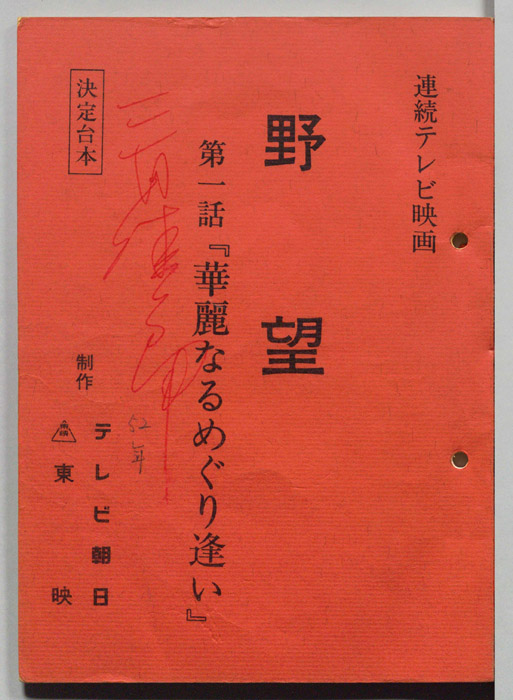 連続テレビ映画
野望
第一話『華麗なるめぐり逢い』
決定台本
52年
制作
テレビ朝日
東映